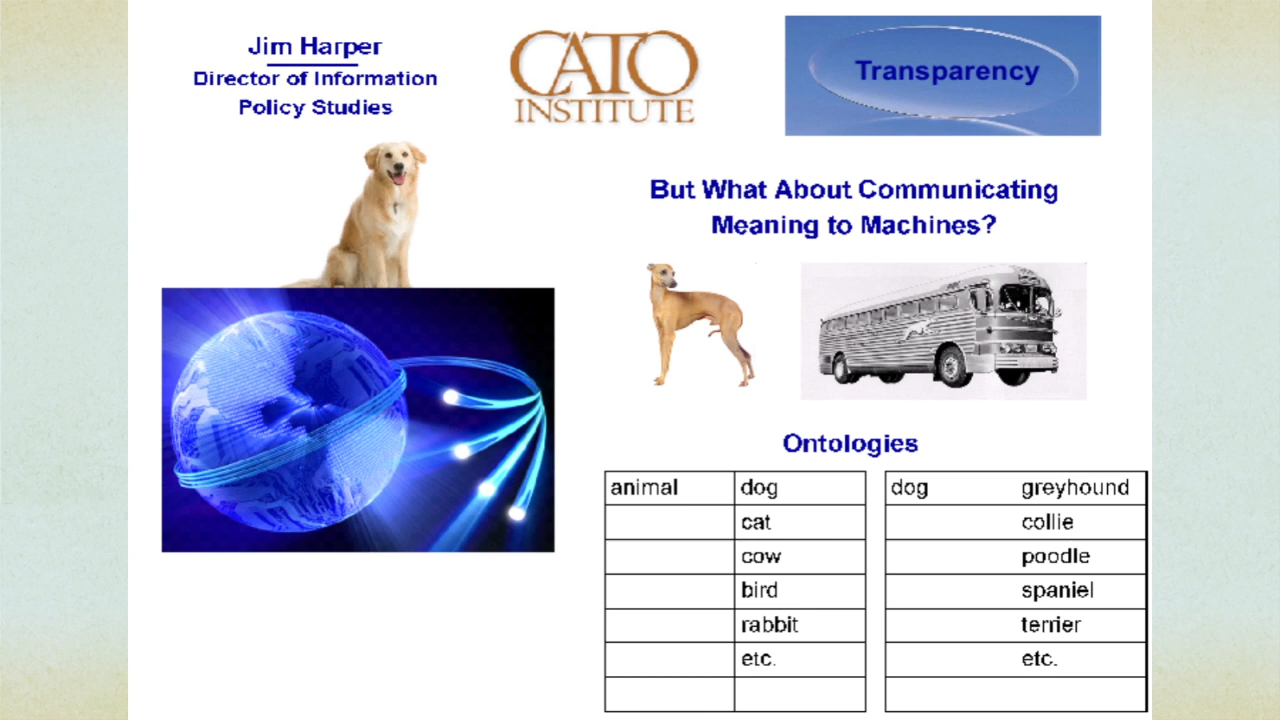 Jim Harper
Director of Information
Policy Studies
CATO
INSTITUTE
Transparency
But What About Communicating
Meaning to Machines?
Ontologies
animal dog
cat
cow
bird
rabbit
etc.
dog greyhound
collie
poodle
spaniel
terrier
etc.